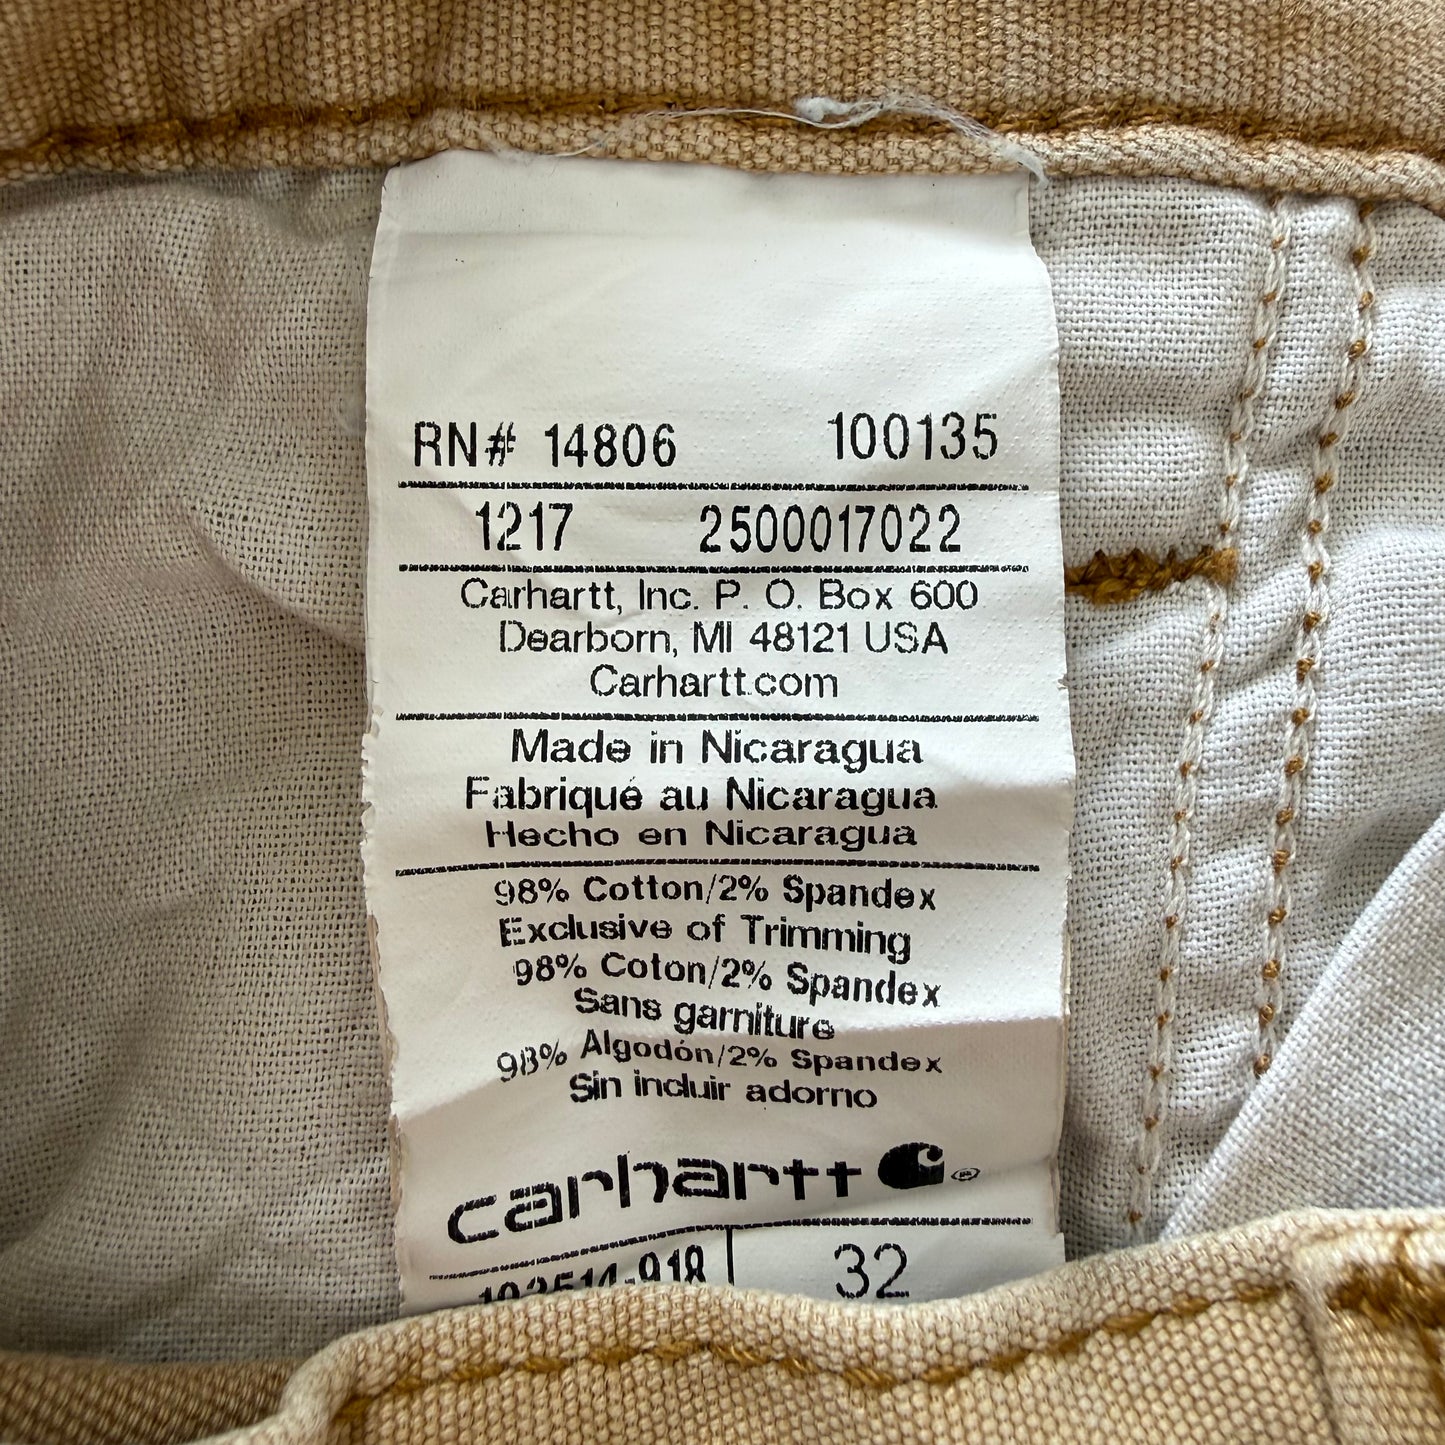 RN# 14806 100135
1217 2500017022
Carhartt, Inc. P. O. Box 600
Dearborn, MI 48121 USA
Carhartt.com
Made in Nicaragua
Fabriqué au Nicaragua
Hecho en Nicaragua
98% Cotton/2% Spandex
Exclusive of Trimming
98% Coton/2% Spandex
Sans garniture
98% Algodón/2% Spandex
Sin incluir adorno
carhartt ®
102514-918 32